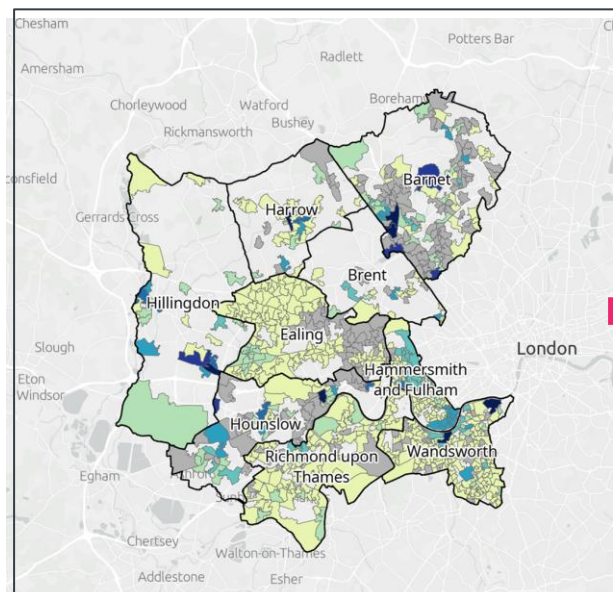 Chesham
Potters Bar
Radlett
Amersham
Chorleywood
Watford
Boreham
Bushey
Rickmansworth
Barnet
Harrow
Gerrards Cross
Brent
Hillingdon
Ealing
Slough
London
Hammersmith
and Fulham
Eton
Windsor
Hounslow
Wandsworth
Richmond upon
Thames
Egham
Chertsey
Walton-on-Thames
Addlestone
Esher